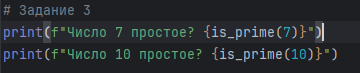 # Задание 3
print(f"Число 7 простое? {is_prime(7)}")
print(f"Число 10 простое? {is_prime(10)}")